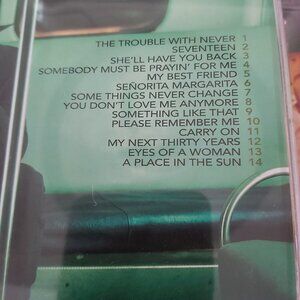 THE TROUBLE WITH NEVER 1
SEVENTEEN 2
SHE'LL HAVE YOU BACK 3
SOMEBODY MUST BE PRAYIN' FOR ME 4
MY BEST FRIEND 5
SEÑORITA MARGARITA 6
SOME THINGS NEVER CHANGE 7
YOU DON'T LOVE ME ANYMORE 8
SOMETHING LIKE THAT 9
PLEASE REMEMBER ME 10
CARRY ON 11
MY NEXT THIRTY YEARS 12
EYES OF A WOMAN 13
A PLACE IN THE SUN 14